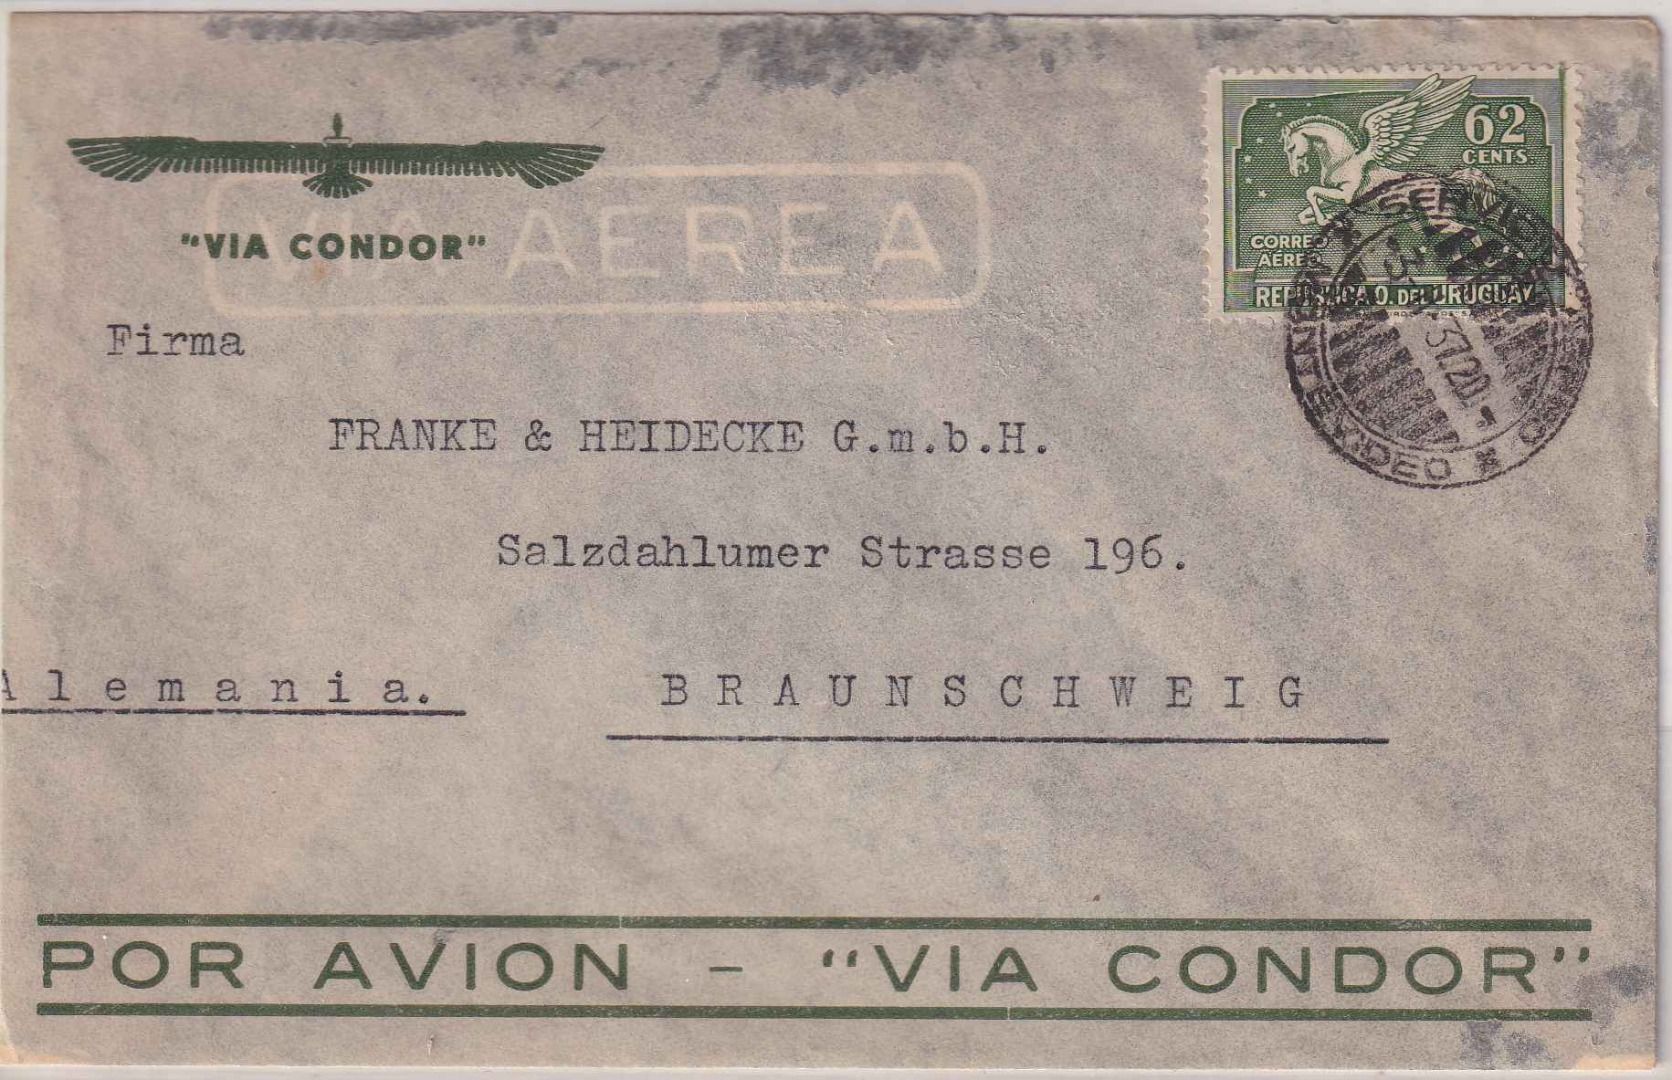 "VIA CONDOR"
VIA AEREA
62
CENTS.
CORREO
AEREO
REPUBLICA O. DEL URUGUAY
MONTEVIDEO
Firma
FRANKE & HEIDECKE G.m.b.H.
Salzdahlumer Strasse 196.
Alemania.
BRAUNSCHWEIG
POR AVION - "VIA CONDOR"